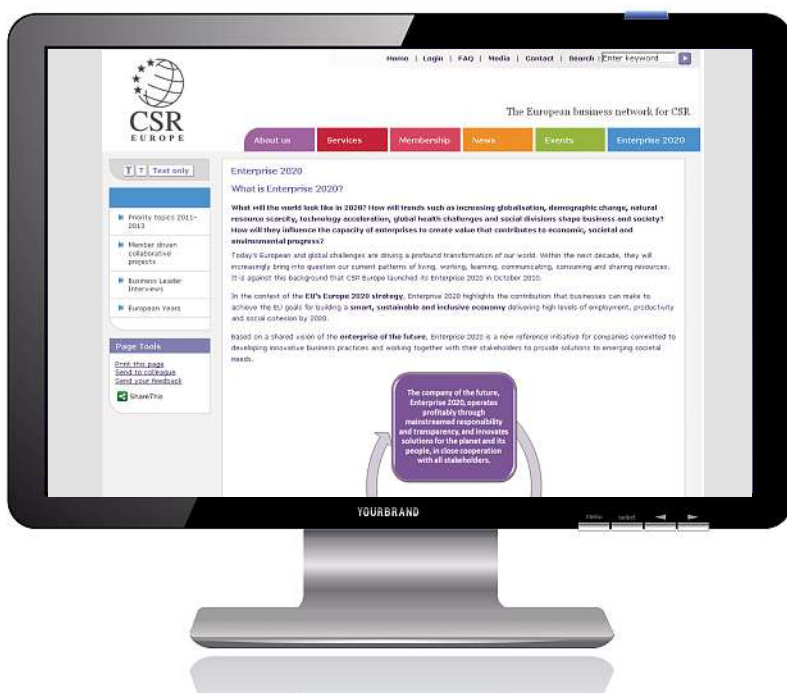 Home | Login | FAQ | Media | Contact | Search : Enter keyword
CSR
EUROPE
The European business network for CSR
About us Services Membership News Events Enterprise 2020
T T Text only
Priority topics 2011-
2013
Member driven
collaborative
projects
Business Leader
Interviews
European Years
Page Tools
Print this page
Send to colleague
Send your feedback
ShareThis
Enterprise 2020
What is Enterprise 2020?
What will the world look like in 2020? How will trends such as increasing globalisation, demographic change, natural
resource scarcity, technology acceleration, global health challenges and social divisions shape business and society?
How will they influence the capacity of enterprises to create value that contributes to economic, societal and
environmental progress?
Today's European and global challenges are driving a profound transformation of our world. Within the next decade, they will
increasingly bring into question our current patterns of living, working, learning, communicating, consuming and sharing resources.
It is against this background that CSR Europe launched its Enterprise 2020 in October 2010.
In the context of the EU's Europe 2020 strategy, Enterprise 2020 highlights the contribution that businesses can make to
achieve the EU goals for building a smart, sustainable and inclusive economy delivering high levels of employment, productivity
and social cohesion by 2020.
Based on a shared vision of the enterprise of the future, Enterprise 2020 is a new reference initiative for companies committed to
developing innovative business practices and working together with their stakeholders to provide solutions to emerging societal
needs.
The company of the future,
Enterprise 2020, operates
profitably through
mainstreamed responsibility
and transparency, and innovates
solutions for the planet and its
people, in close cooperation
with all stakeholders.
YOURBRAND
menu select